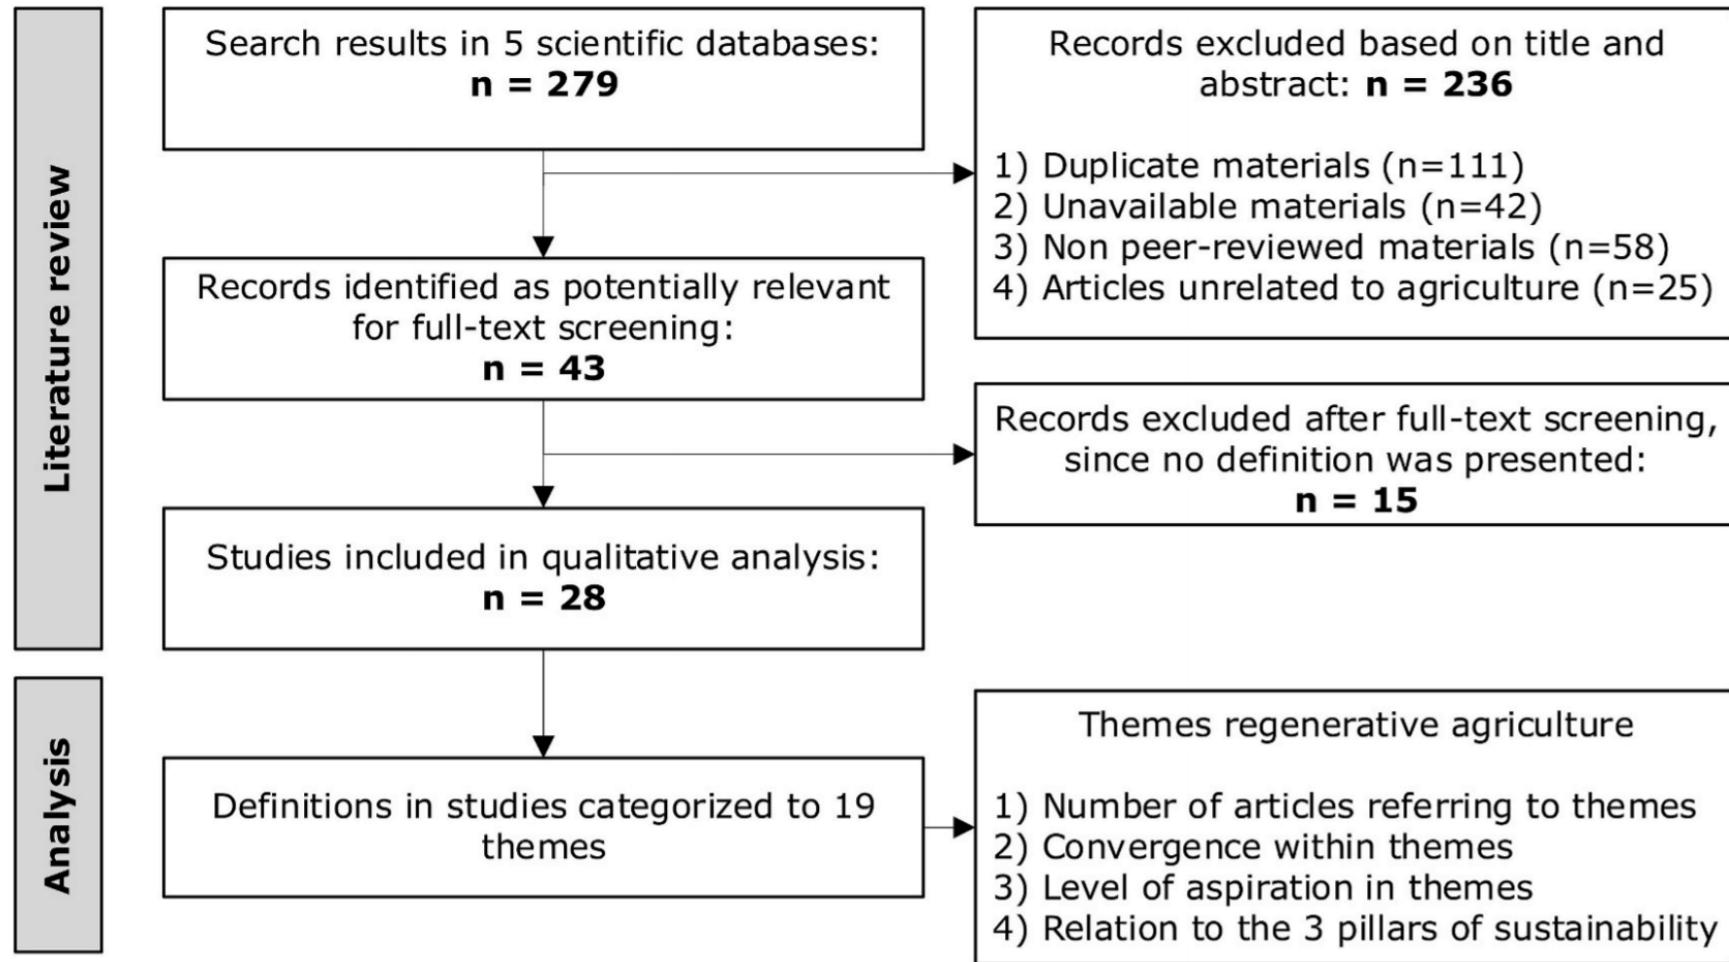 Literature review
Search results in 5 scientific databases:
n = 279
Records excluded based on title and
abstract: n = 236
1) Duplicate materials (n=111)
2) Unavailable materials (n=42)
3) Non peer-reviewed materials (n=58)
4) Articles unrelated to agriculture (n=25)
Records identified as potentially relevant
for full-text screening:
n = 43
Records excluded after full-text screening,
since no definition was presented:
n = 15
Studies included in qualitative analysis:
n = 28
Analysis
Definitions in studies categorized to 19
themes
Themes regenerative agriculture
1) Number of articles referring to themes
2) Convergence within themes
3) Level of aspiration in themes
4) Relation to the 3 pillars of sustainability